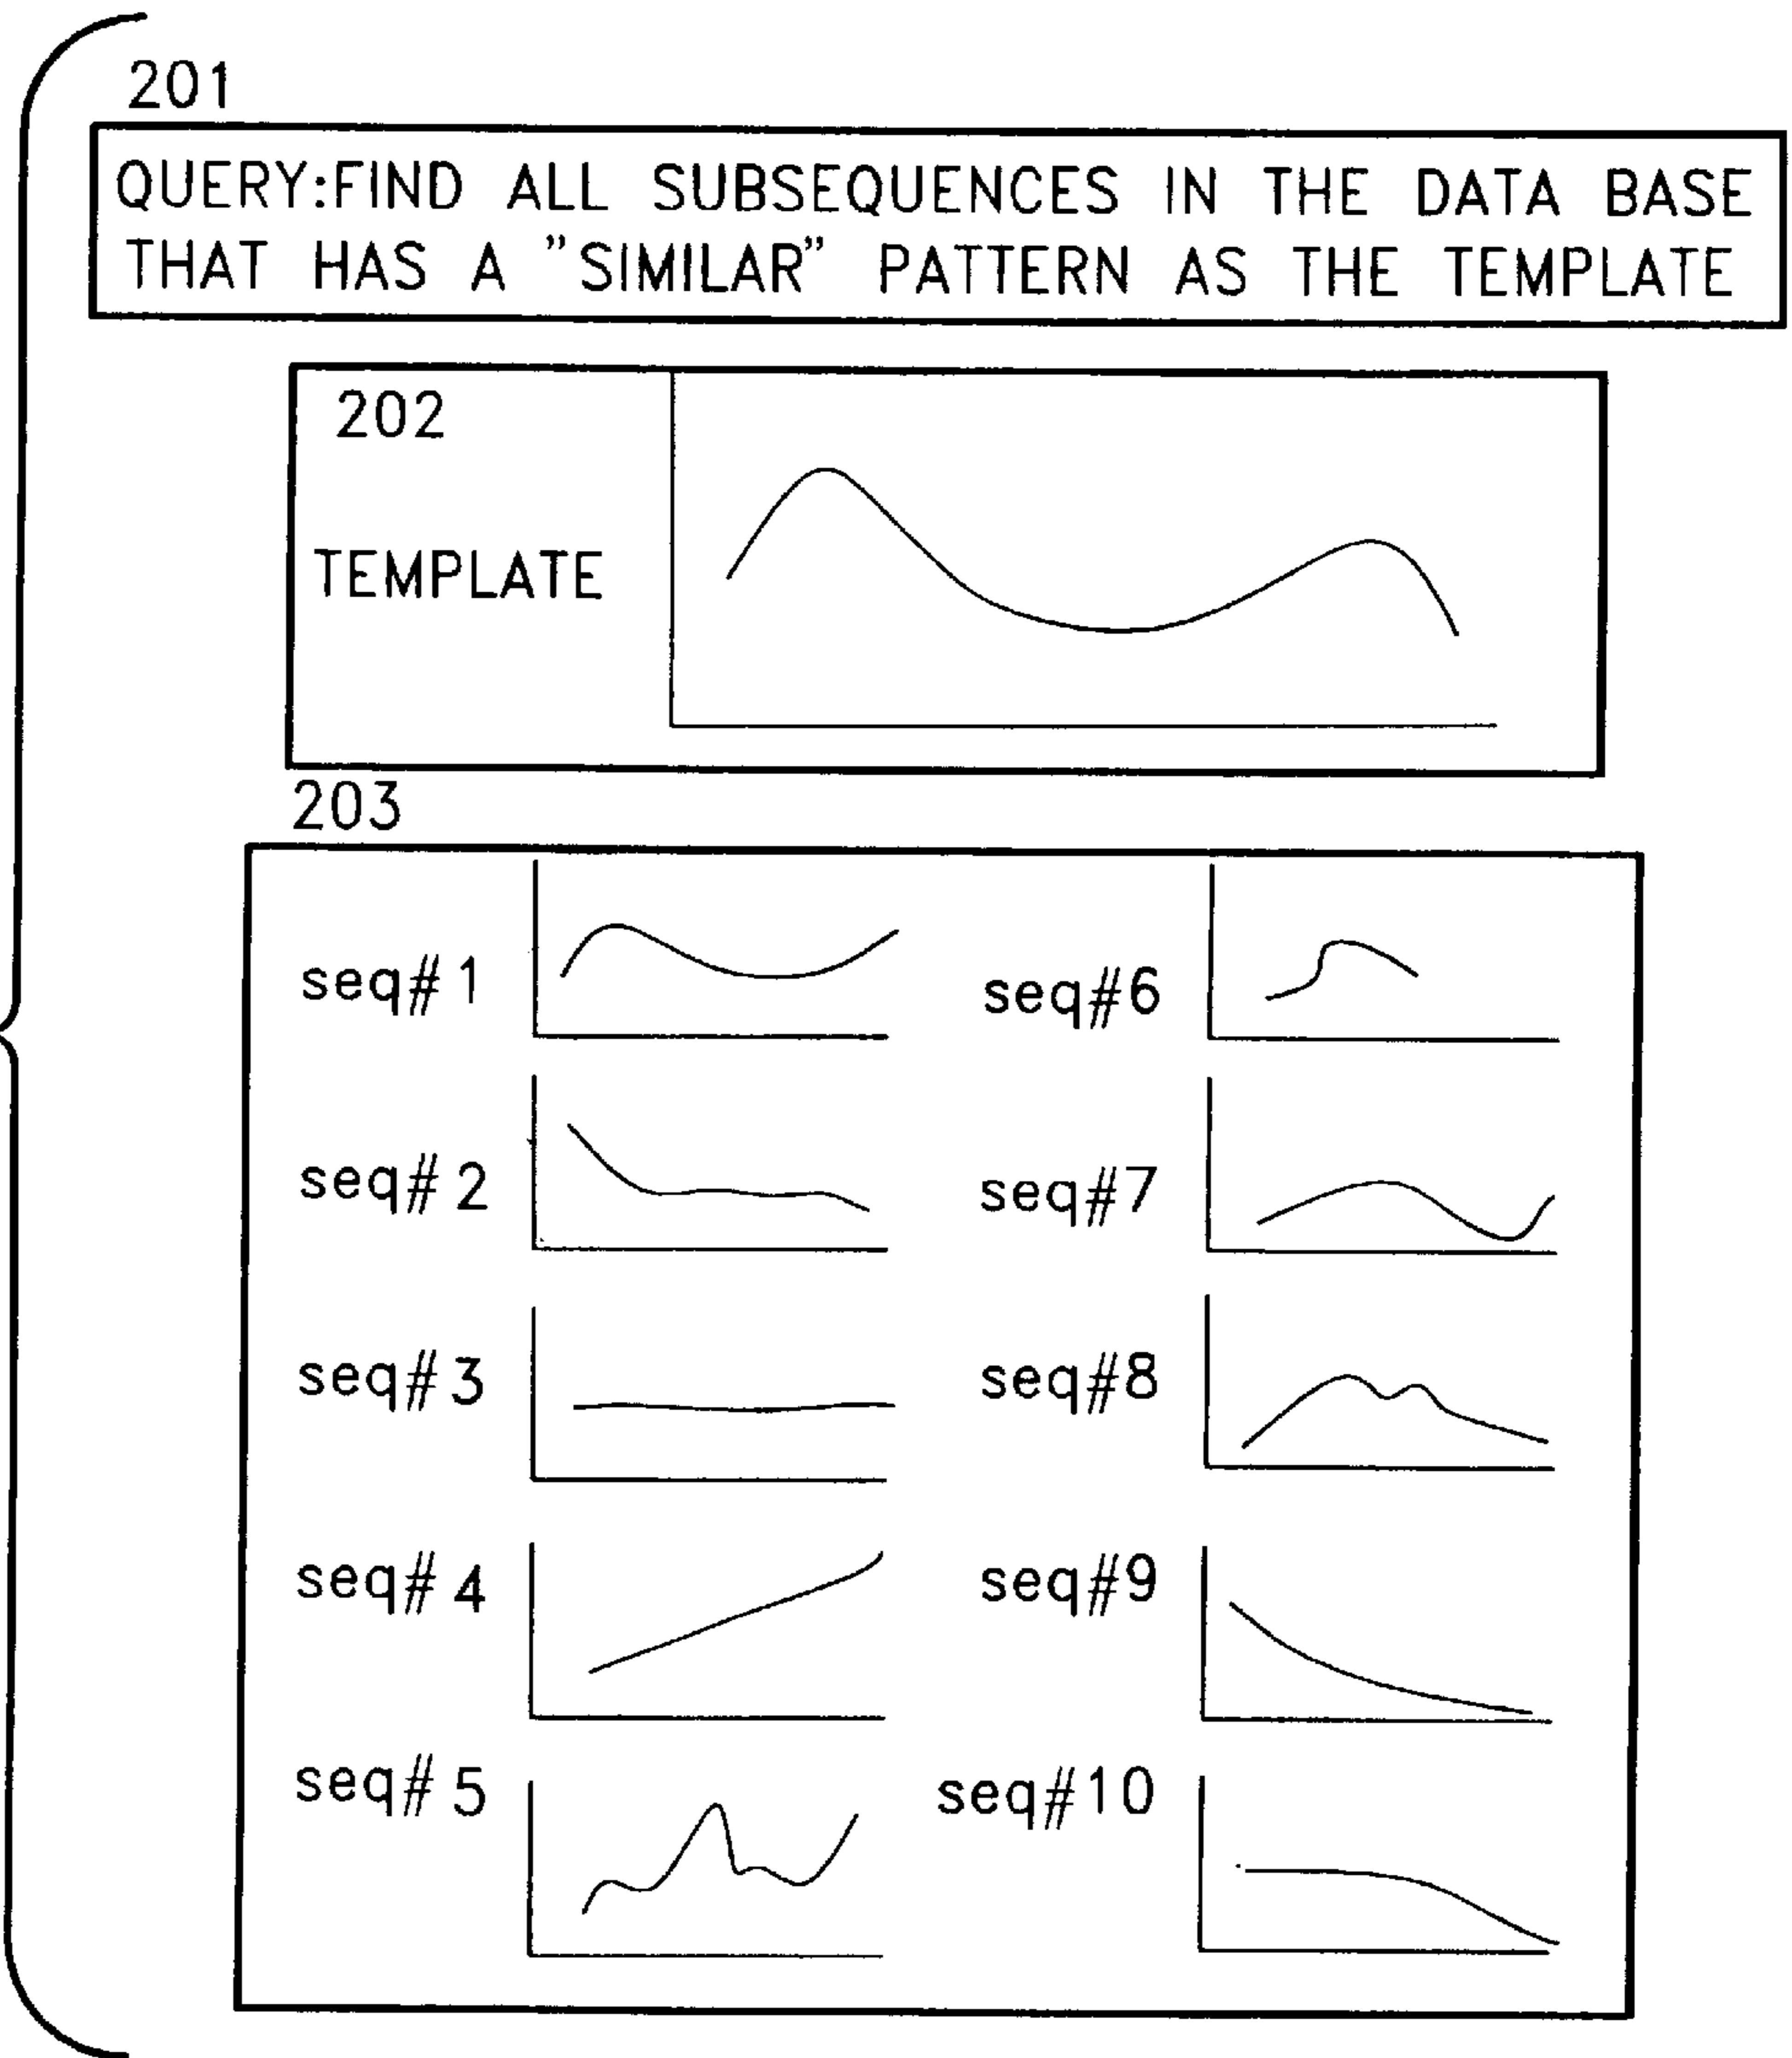 201
QUERY:FIND ALL SUBSEQUENCES IN THE DATA BASE
THAT HAS A "SIMILAR" PATTERN AS THE TEMPLATE
202
TEMPLATE
203
seq#1
seq#2
seq#3
seq#4
seq#5
seq#6
seq#7
seq#8
seq#9
seq#10